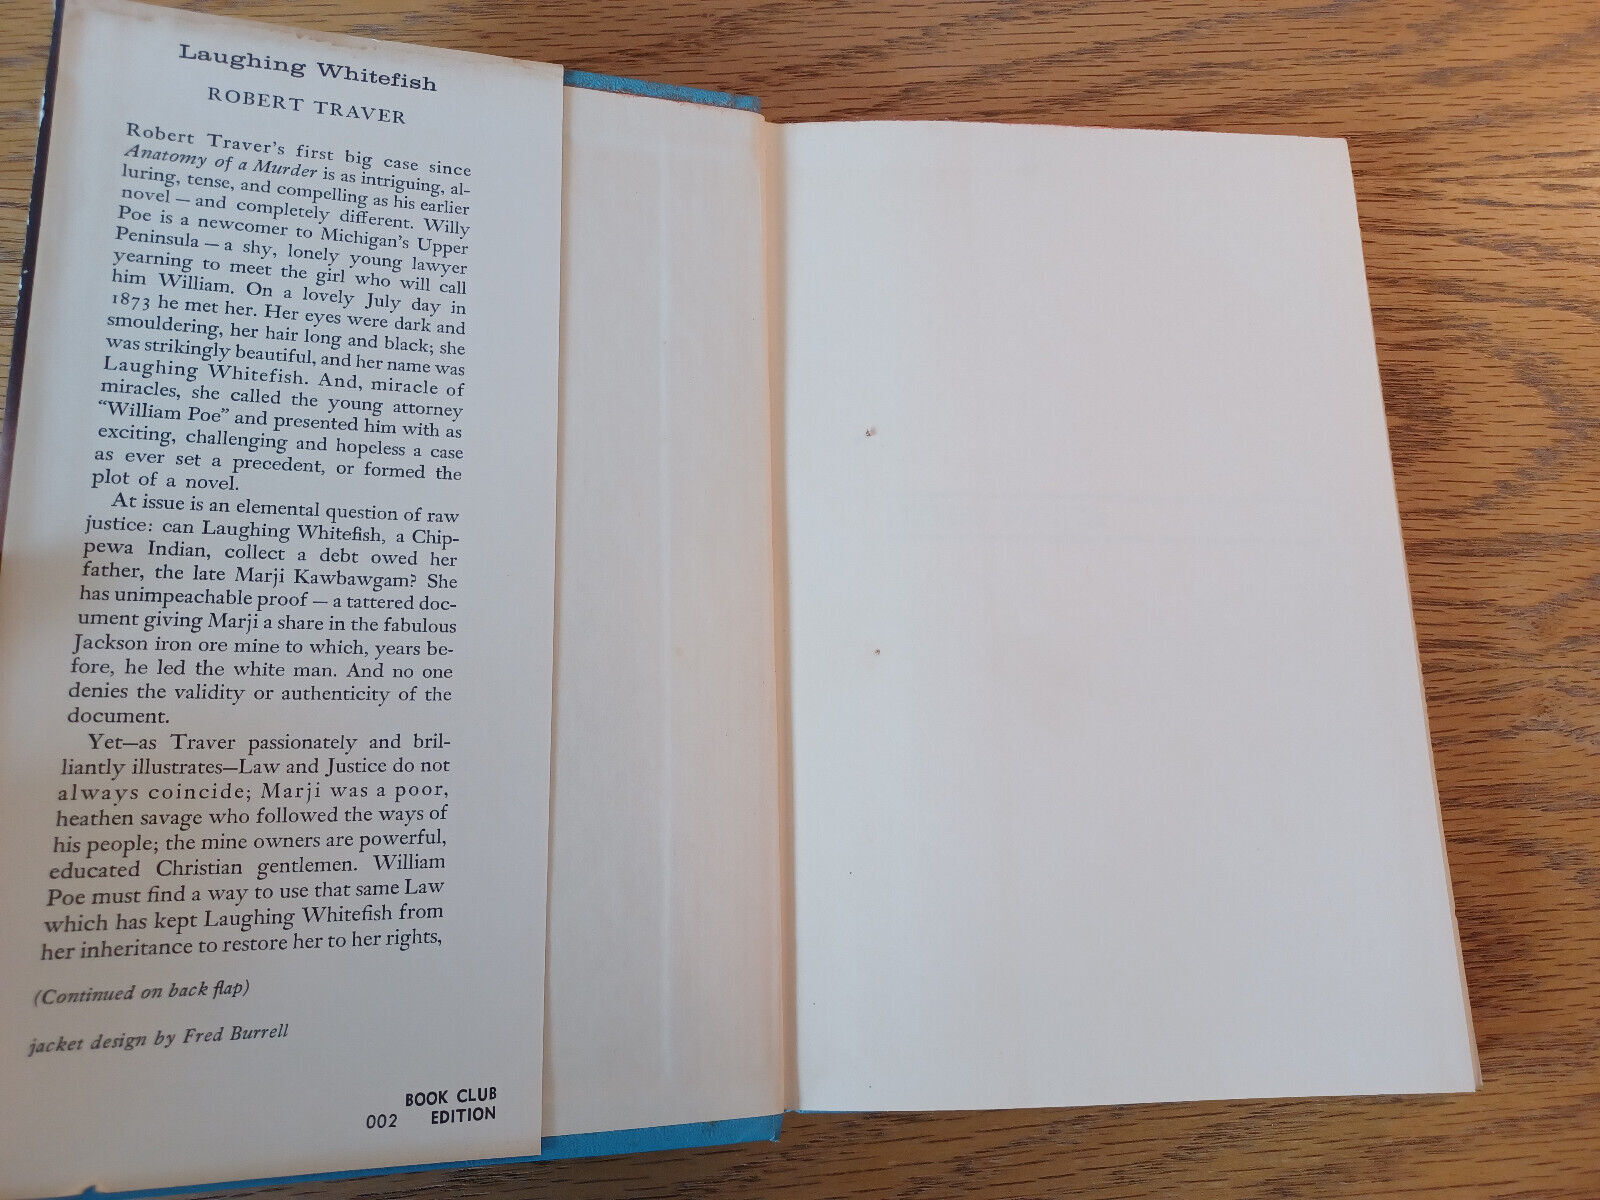 Laughing Whitefish
ROBERT TRAVER
Robert Traver's first big case since
Anatomy of a Murder is as intriguing, al-
luring, tense, and compelling as his earlier
novel — and completely different. Willy
Poe is a newcomer to Michigan's Upper
Peninsula — a shy, lonely young lawyer
yearning to meet the girl who will call
him William. On a lovely July day in
1873 he met her. Her eyes were dark and
smouldering, her hair long and black; she
was strikingly beautiful, and her name was
Laughing Whitefish. And, miracle of
miracles, she called the young attorney
“William Poe” and presented him with as
exciting, challenging and hopeless a case
as ever set a precedent, or formed the
plot of a novel.
At issue is an elemental question of raw
justice: can Laughing Whitefish, a Chip-
pewa Indian, collect a debt owed her
father, the late Marji Kawbawgam? She
has unimpeachable proof — a tattered doc-
ument giving Marji a share in the fabulous
Jackson iron ore mine to which, years be-
fore, he led the white man. And no one
denies the validity or authenticity of the
document.
Yet—as Traver passionately and bril-
liantly illustrates—Law and Justice do not
always coincide; Marji was a poor,
heathen savage who followed the ways of
his people; the mine owners are powerful,
educated Christian gentlemen. William
Poe must find a way to use that same Law
which has kept Laughing Whitefish from
her inheritance to restore her to her rights,
(Continued on back flap)
jacket design by Fred Burrell
BOOK CLUB
002 EDITION